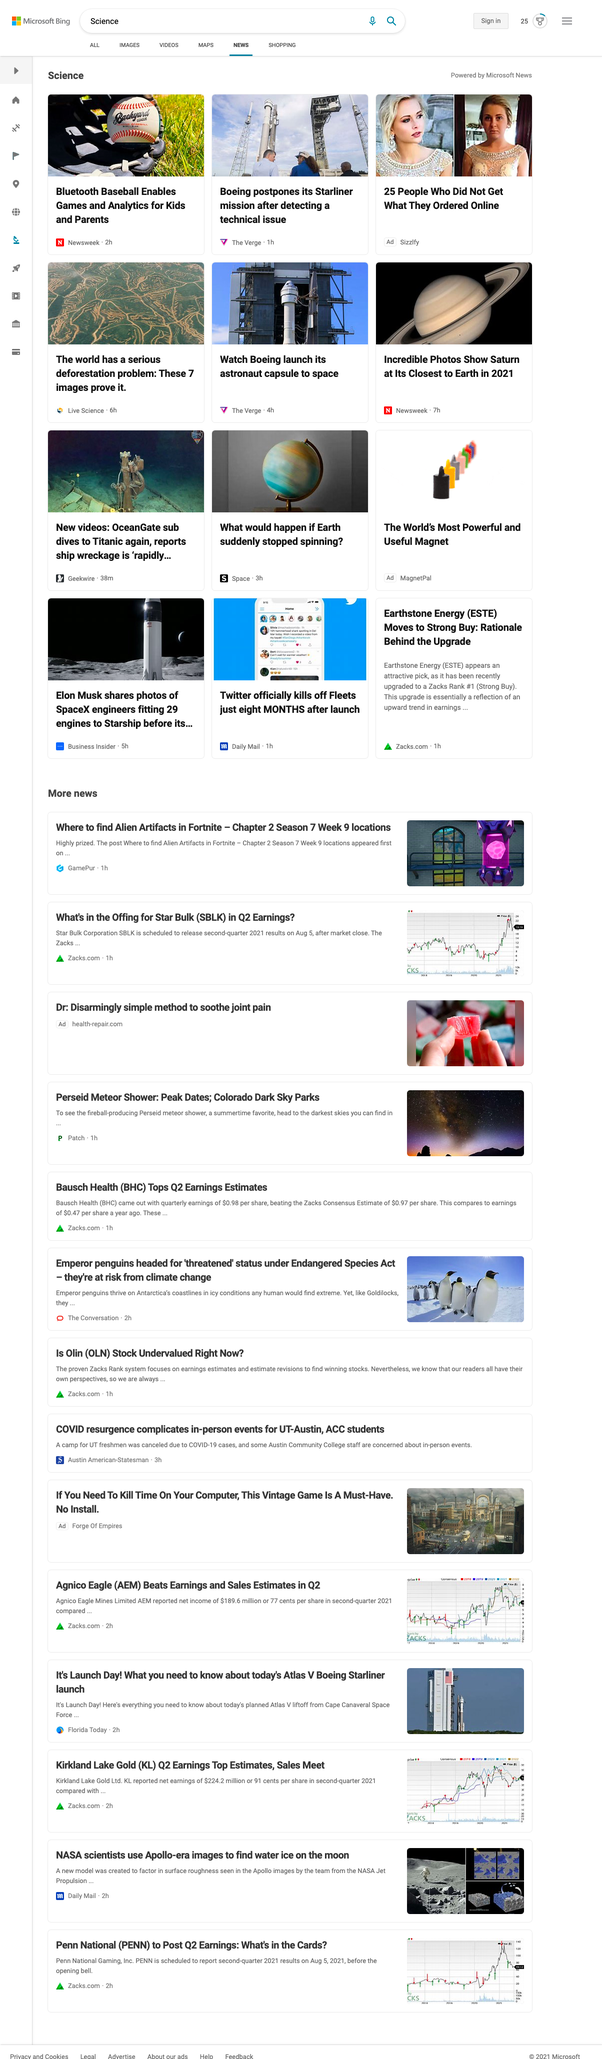 Microsoft Bing
Science
Sign in
25
ALL IMAGES VIDEOS MAPS NEWS SHOPPING
Science
Powered by Microsoft News
Backyard
Bluetooth Baseball Enables
Games and Analytics for Kids
and Parents
Newsweek · 2h
Boeing postpones its Starliner
mission after detecting a
technical issue
The Verge · 1h
25 People Who Did Not Get
What They Ordered Online
Ad Sizzlfy
The world has a serious
deforestation problem: These 7
images prove it.
Live Science · 6h
Watch Boeing launch its
astronaut capsule to space
The Verge · 4h
Incredible Photos Show Saturn
at Its Closest to Earth in 2021
Newsweek · 7h
New videos: OceanGate sub
dives to Titanic again, reports
ship wreckage is ‘rapidly...
Geekwire · 38m
What would happen if Earth
suddenly stopped spinning?
Space · 3h
The World's Most Powerful and
Useful Magnet
Ad MagnetPal
Elon Musk shares photos of
SpaceX engineers fitting 29
engines to Starship before its...
Business Insider · 5h
Twitter officially kills off Fleets
just eight MONTHS after launch
Daily Mail · 1h
Earthstone Energy (ESTE)
Moves to Strong Buy: Rationale
Behind the Upgrade
Earthstone Energy (ESTE) appears an
attractive pick, as it has been recently
upgraded to a Zacks Rank #1 (Strong Buy).
This upgrade is essentially a reflection of an
upward trend in earnings ...
Zacks.com · 1h
More news
Where to find Alien Artifacts in Fortnite – Chapter 2 Season 7 Week 9 locations
Highly prized. The post Where to find Alien Artifacts in Fortnite – Chapter 2 Season 7 Week 9 locations appeared first
on ...
GamePur · 1h
What's in the Offing for Star Bulk (SBLK) in Q2 Earnings?
Star Bulk Corporation SBLK is scheduled to release second-quarter 2021 results on Aug 5, after market close. The
Zacks ...
Zacks.com · 1h
Dr: Disarmingly simple method to soothe joint pain
Ad health-repair.com
Perseid Meteor Shower: Peak Dates; Colorado Dark Sky Parks
To see the fireball-producing Perseid meteor shower, a summertime favorite, head to the darkest skies you can find in
...
Patch · 1h
Bausch Health (BHC) Tops Q2 Earnings Estimates
Bausch Health (BHC) came out with quarterly earnings of $0.98 per share, beating the Zacks Consensus Estimate of $0.97 per share. This compares to earnings
of $0.47 per share a year ago. These ...
Zacks.com · 1h
Emperor penguins headed for 'threatened' status under Endangered Species Act
– they're at risk from climate change
Emperor penguins thrive on Antarctica's coastlines in icy conditions any human would find extreme. Yet, like Goldilocks,
they ...
The Conversation · 2h
Is Olin (OLN) Stock Undervalued Right Now?
The proven Zacks Rank system focuses on earnings estimates and estimate revisions to find winning stocks. Nevertheless, we know that our readers all have their
own perspectives, so we are always ...
Zacks.com · 1h
COVID resurgence complicates in-person events for UT-Austin, ACC students
A camp for UT freshmen was canceled due to COVID-19 cases, and some Austin Community College staff are concerned about in-person events.
Austin American-Statesman · 3h
If You Need To Kill Time On Your Computer, This Vintage Game Is A Must-Have.
No Install.
Ad Forge Of Empires
Agnico Eagle (AEM) Beats Earnings and Sales Estimates in Q2
Agnico Eagle Mines Limited AEM reported net income of $189.6 million or 77 cents per share in second-quarter 2021
compared ...
Zacks.com · 2h
It's Launch Day! What you need to know about today's Atlas V Boeing Starliner
launch
It's Launch Day! Here's everything you need to know about today's planned Atlas V liftoff from Cape Canaveral Space
Force ...
Florida Today · 2h
Kirkland Lake Gold (KL) Q2 Earnings Top Estimates, Sales Meet
Kirkland Lake Gold Ltd. KL reported net earnings of $224.2 million or 91 cents per share in second-quarter 2021
compared with ...
Zacks.com · 2h
NASA scientists use Apollo-era images to find water ice on the moon
A new model was created to factor in surface roughness seen in the Apollo images by the team from the NASA Jet
Propulsion ...
Daily Mail · 2h
Penn National (PENN) to Post Q2 Earnings: What's in the Cards?
Penn National Gaming, Inc. PENN is scheduled to report second-quarter 2021 results on Aug 5, 2021, before the
opening bell.
Zacks.com · 2h
Privacy and Cookies Legal Advertise About our ads Help Feedback
© 2021 Microsoft